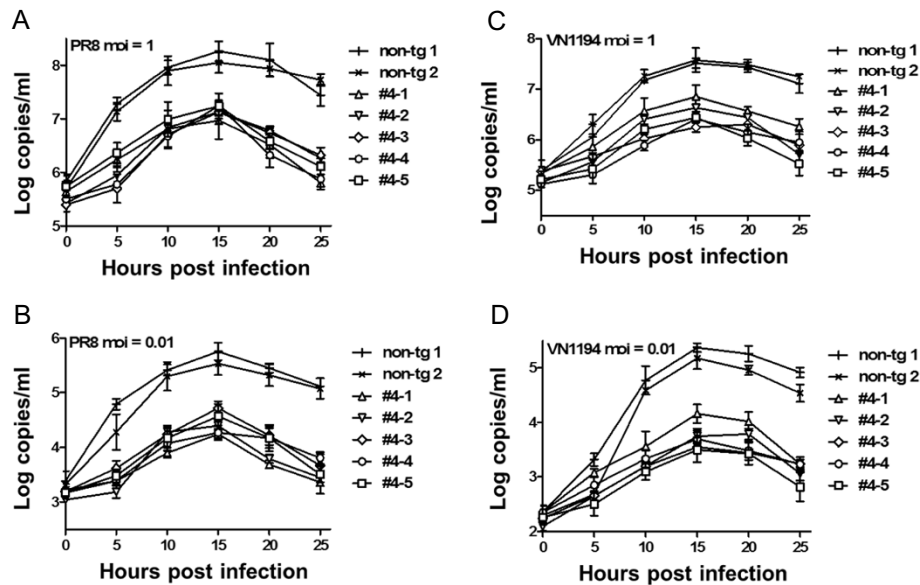 A
PR8 moi = 1
Log copies/ml
8
7
6
5
0 5 10 15 20 25
Hours post infection
non-tg 1
non-tg 2
#4-1
#4-2
#4-3
#4-4
#4-5
C
VN1194 moi = 1
Log copies/ml
8
7
6
5
0 5 10 15 20 25
Hours post infection
non-tg 1
non-tg 2
#4-1
#4-2
#4-3
#4-4
#4-5
B
PR8 moi = 0.01
Log copies/ml
6
5
4
3
0 5 10 15 20 25
Hours post infection
non-tg 1
non-tg 2
#4-1
#4-2
#4-3
#4-4
#4-5
D
VN1194 moi = 0.01
Log copies/ml
6
5
4
3
2
0 5 10 15 20 25
Hours post infection
non-tg 1
non-tg 2
#4-1
#4-2
#4-3
#4-4
#4-5